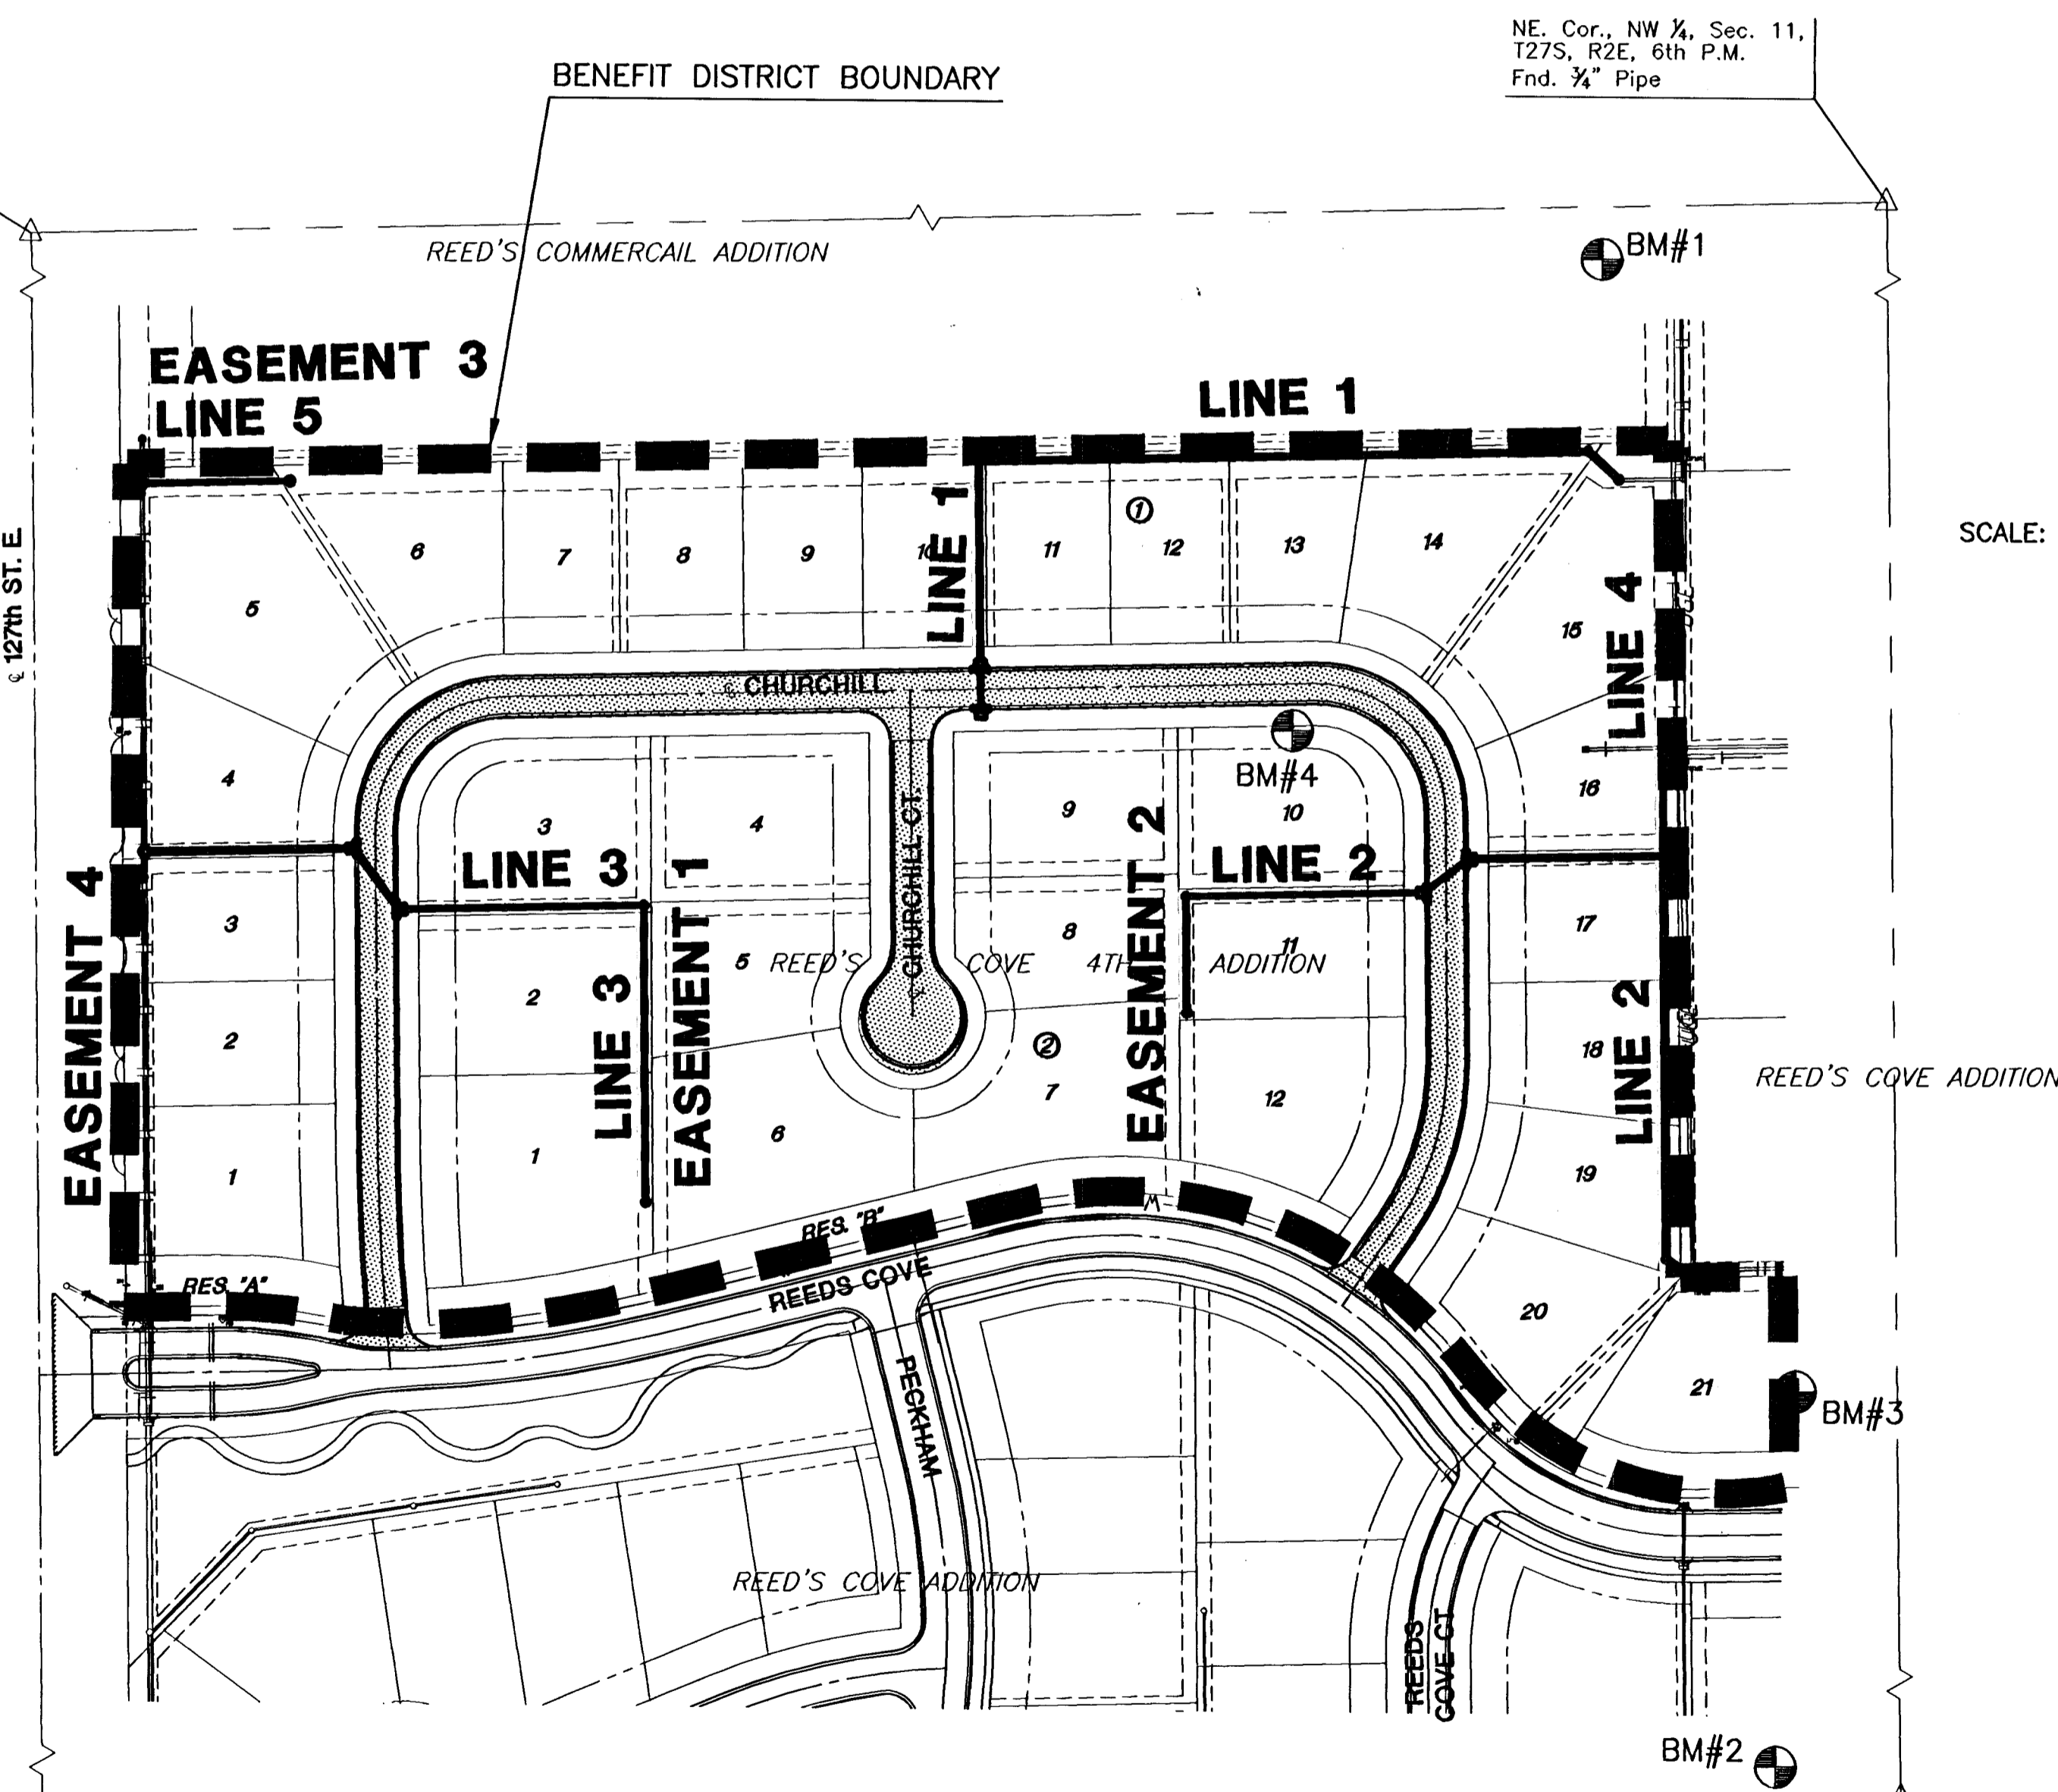 NE. Cor., NW 1/4, Sec. 11,
T27S, R2E, 6th P.M.
Fnd. 3/4" Pipe
BENEFIT DISTRICT BOUNDARY
REED'S COMMERCAIL ADDITION
BM#1
EASEMENT 3
LINE 5
LINE 1
℄ 127th ST. E.
SCALE:
LINE 1
1
5
6
7
8
9
10
11
12
13
14
15
LINE 4
℄ CHURCHILL
BM#4
4
3
4
9
10
16
LINE 3
LINE 2
EASEMENT 4
EASEMENT 1
℄ CHURCHILL CT.
EASEMENT 2
3
2
5
8
11
17
REED'S COVE 4TH ADDITION
LINE 3
LINE 2
2
2
18
REED'S COVE ADDITION
1
1
6
7
12
19
RES. "A"
RES. "B"
REEDS COVE
20
21
BM#3
PECKHAM
REED'S COVE ADDITION
REEDS
COVE CT
BM#2